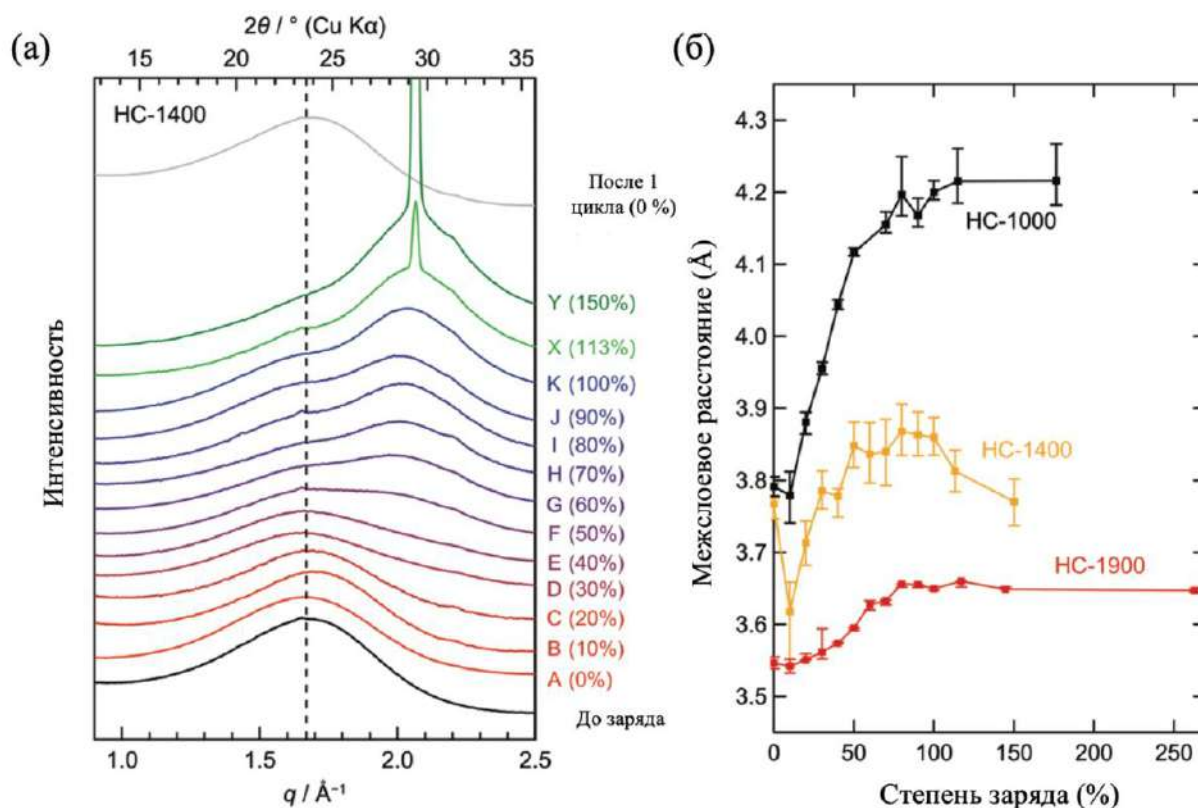 (а)
2θ / ° (Cu Kα)
15 20 25 30 35
HC-1400
После 1
цикла (0 %)
Y (150%)
X (113%)
K (100%)
J (90%)
I (80%)
H (70%)
G (60%)
F (50%)
E (40%)
D (30%)
C (20%)
B (10%)
A (0%)
До заряда
Интенсивность
1.0 1.5 2.0 2.5
q / Å⁻¹
(б)
Межслоевое расстояние (Å)
4.3
4.2
4.1
4.0
3.9
3.8
3.7
3.6
3.5
HC-1000
HC-1400
HC-1900
0 50 100 150 200 250
Степень заряда (%)